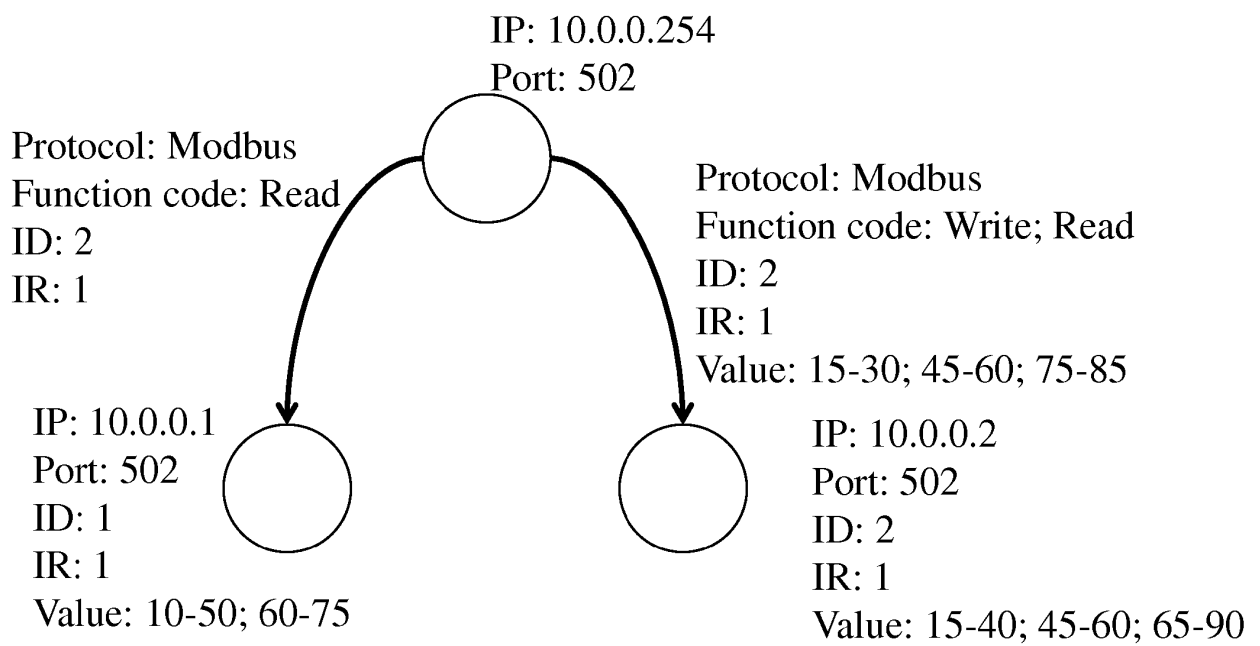 IP: 10.0.0.254
Port: 502
Protocol: Modbus
Function code: Read
ID: 2
IR: 1
Protocol: Modbus
Function code: Write; Read
ID: 2
IR: 1
Value: 15-30; 45-60; 75-85
IP: 10.0.0.1
Port: 502
ID: 1
IR: 1
Value: 10-50; 60-75
IP: 10.0.0.2
Port: 502
ID: 2
IR: 1
Value: 15-40; 45-60; 65-90